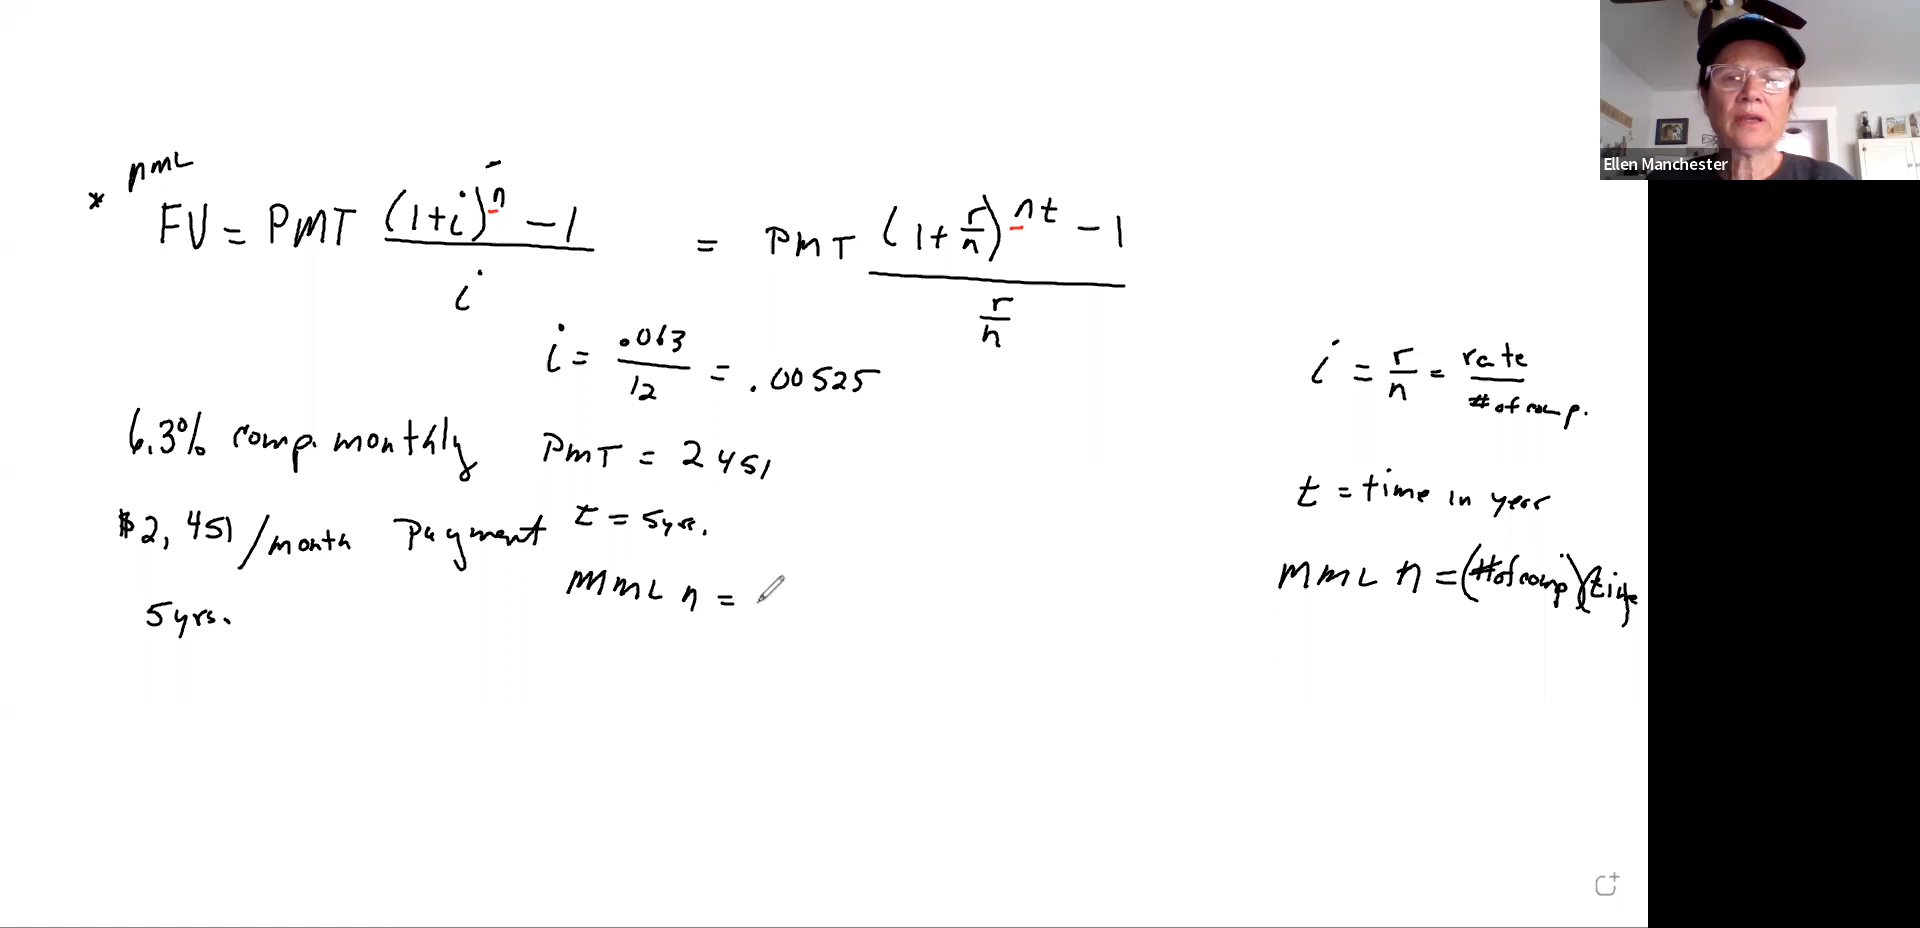 Ellen Manchester
* MML
FV = PMT ((1+i)^n - 1)/i = PMT ((1+r/n)^nt - 1)/(r/n)
i = .063/12 = .00525
i = r/n = rate/# of comp.
6.3% comp. monthly PMT = 2451
t = time in year
$2,451/month Payment t = 5yrs.
MML n = (# of comp)(time
MML n =
5yrs.